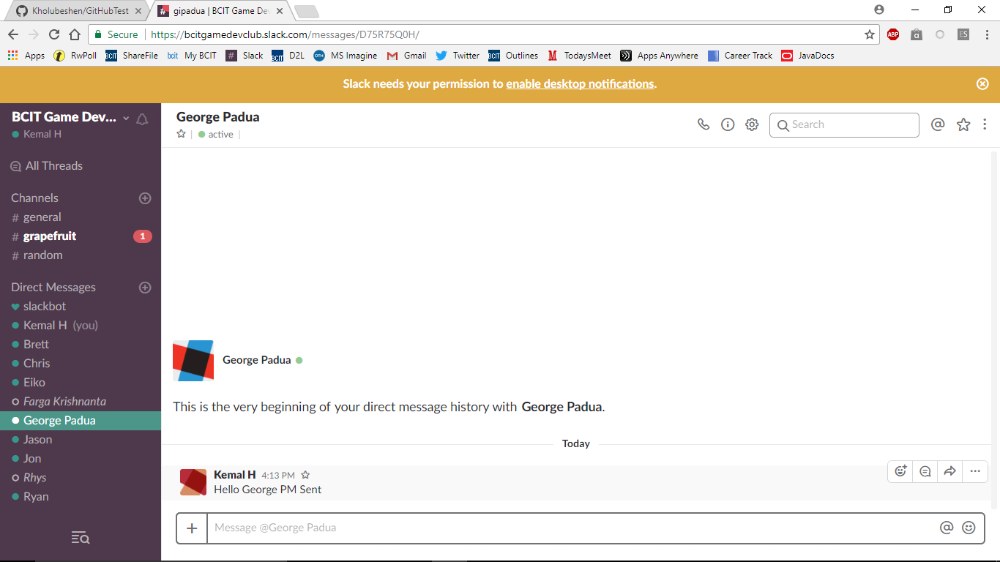 Kholubeshen/GitHubTest
gipadua | BCIT Game De
Secure https://bcitgamedevclub.slack.com/messages/D75R75Q0H/
ABP
ES
Apps RwPoll BCIT ShareFile bcit My BCIT # Slack BCIT D2L OTH MS Imagine Gmail Twitter BCIT Outlines TodaysMeet Apps Anywhere Career Track JavaDocs
Slack needs your permission to enable desktop notifications.
BCIT Game Dev...
Kemal H
All Threads
Channels
# general
# grapefruit 1
# random
Direct Messages
slackbot
Kemal H (you)
Brett
Chris
Eiko
Farga Krishnanta
George Padua
Jason
Jon
Rhys
Ryan
George Padua
active
Search
George Padua
This is the very beginning of your direct message history with George Padua.
Today
Kemal H 4:13 PM
Hello George PM Sent
Message @George Padua